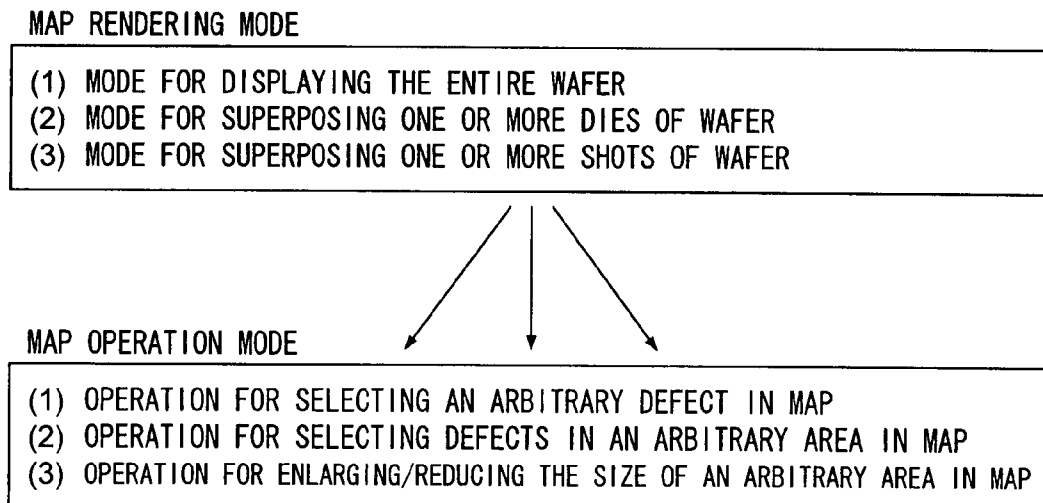 MAP RENDERING MODE
(1) MODE FOR DISPLAYING THE ENTIRE WAFER
(2) MODE FOR SUPERPOSING ONE OR MORE DIES OF WAFER
(3) MODE FOR SUPERPOSING ONE OR MORE SHOTS OF WAFER
MAP OPERATION MODE
(1) OPERATION FOR SELECTING AN ARBITRARY DEFECT IN MAP
(2) OPERATION FOR SELECTING DEFECTS IN AN ARBITRARY AREA IN MAP
(3) OPERATION FOR ENLARGING/REDUCING THE SIZE OF AN ARBITRARY AREA IN MAP